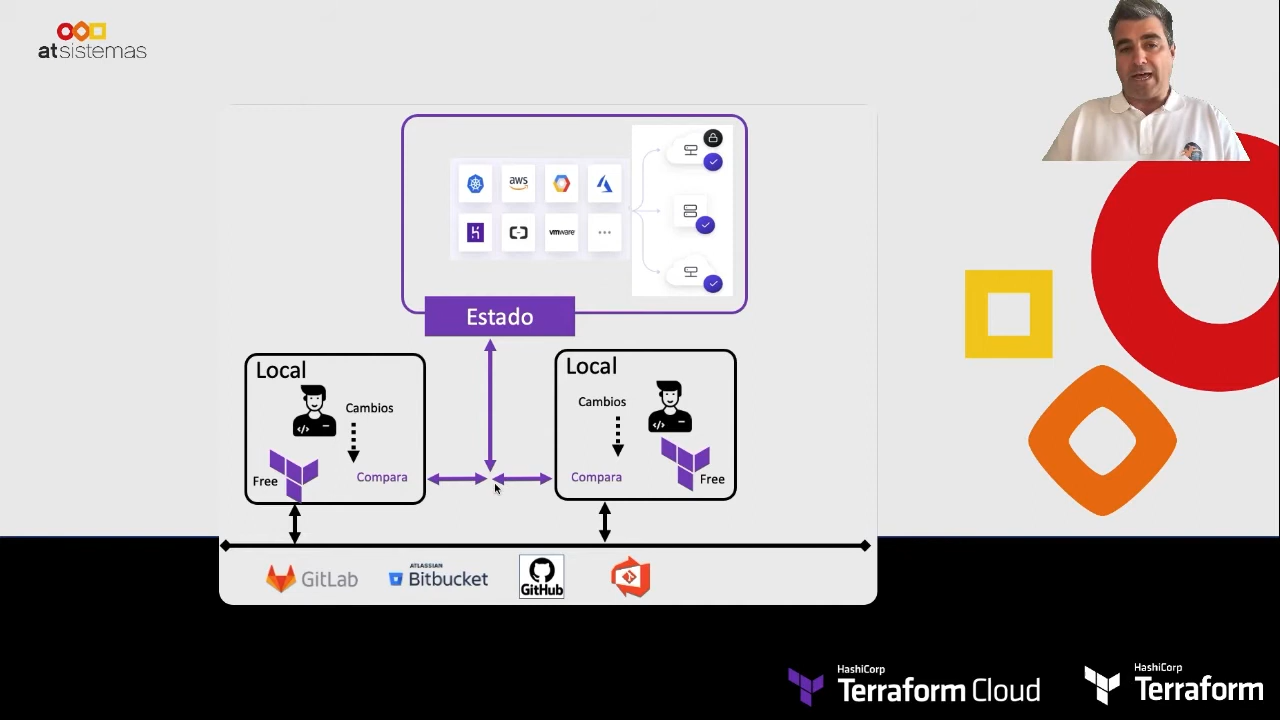 atsistemas
aws
vmware
Estado
Local
Cambios
Free
Compara
Local
Cambios
Compara
Free
GitLab
ATLASSIAN
Bitbucket
GitHub
HashiCorp
Terraform Cloud
HashiCorp
Terraform